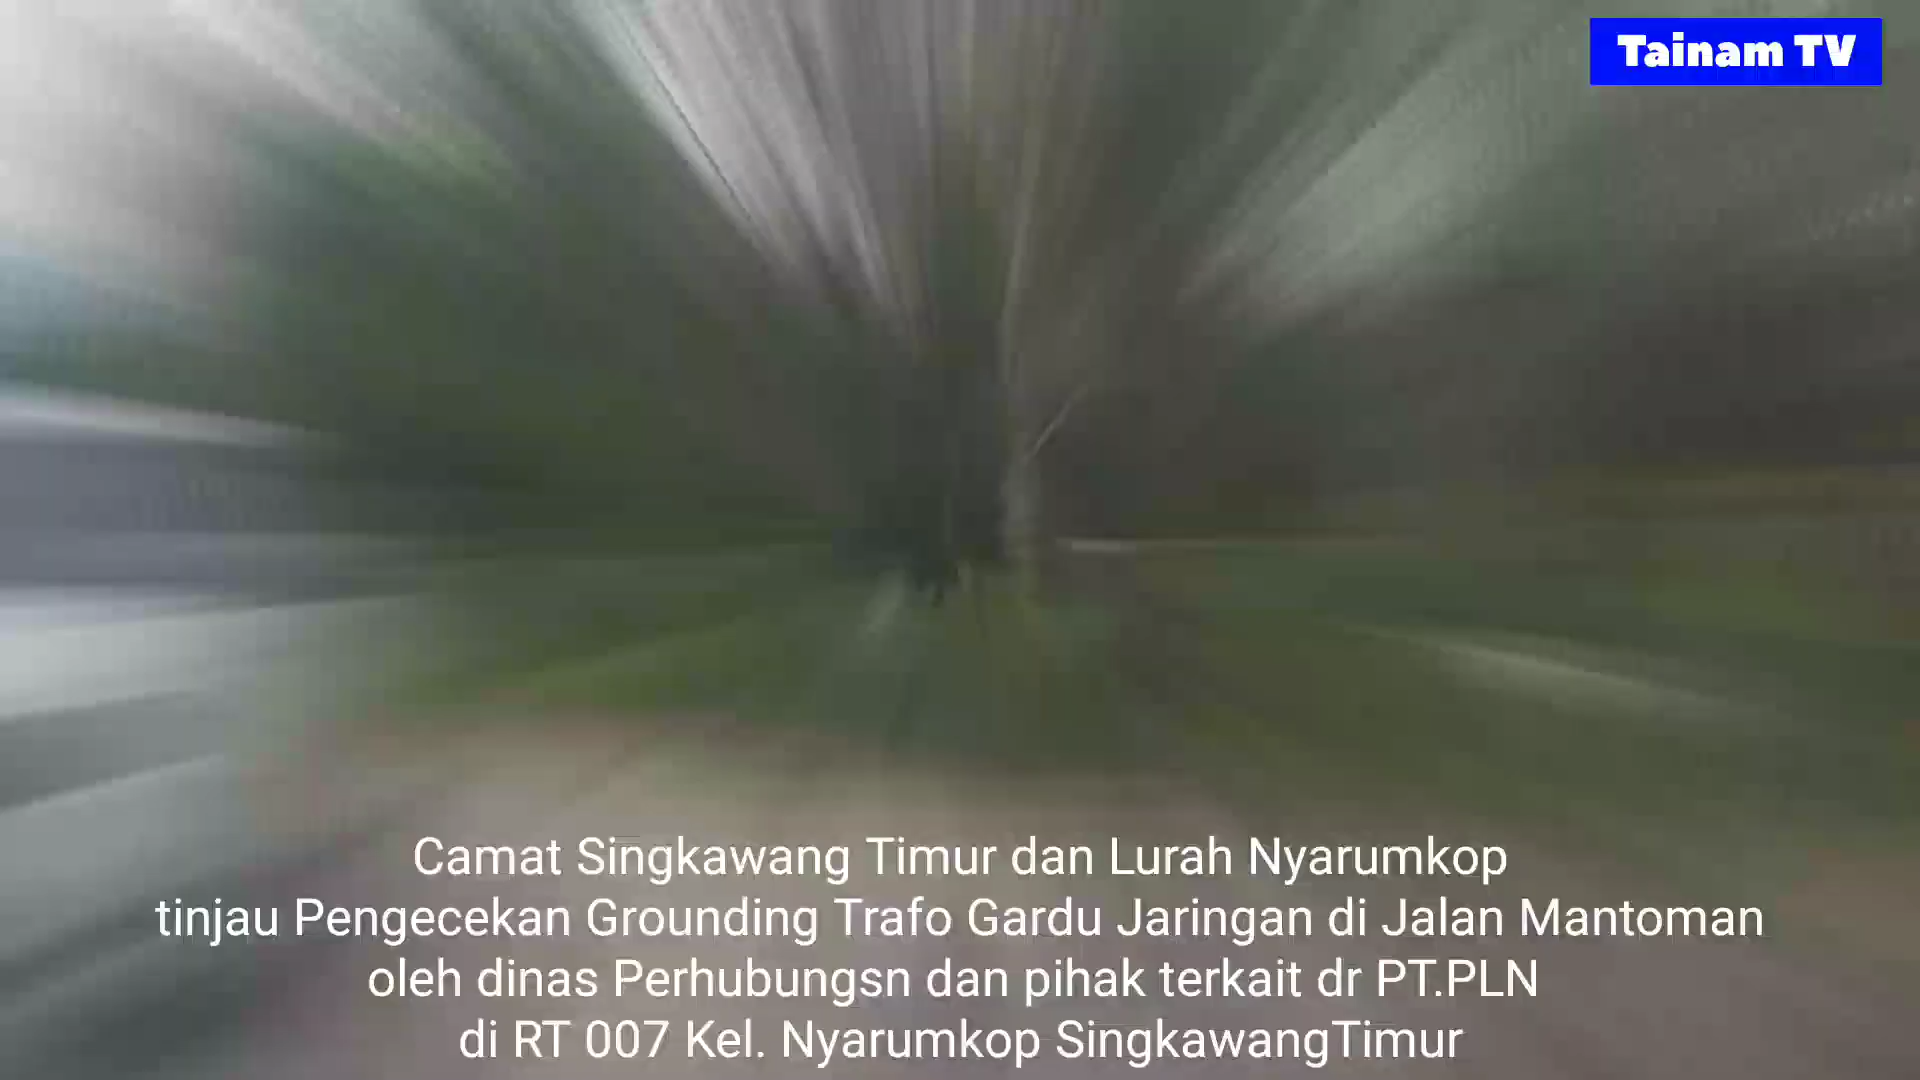 Tainam TV
Camat Singkawang Timur dan Lurah Nyarumkop
tinjau Pengecekan Grounding Trafo Gardu Jaringan di Jalan Mantoman
oleh dinas Perhubungsn dan pihak terkait dr PT.PLN
di RT 007 Kel. Nyarumkop SingkawangTimur